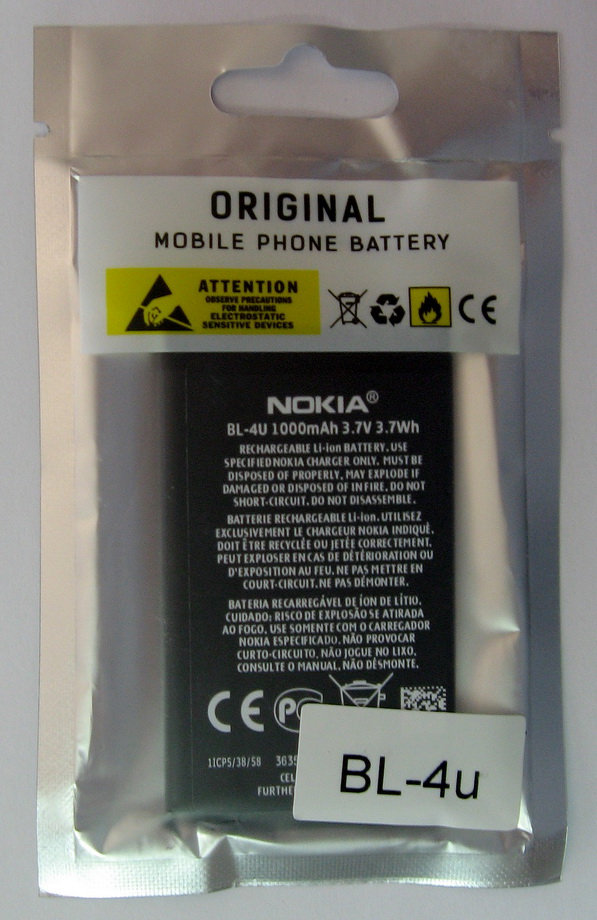 ORIGINAL
MOBILE PHONE BATTERY
ATTENTION
OBSERVE PRECAUTIONS
FOR HANDLING
ELECTROSTATIC
SENSITIVE DEVICES
CE
NOKIA®
BL-4U 1000mAh 3.7V 3.7Wh
RECHARGEABLE Li-ion BATTERY. USE
SPECIFIED NOKIA CHARGER ONLY. MUST BE
DISPOSED OF PROPERLY. MAY EXPLODE IF
DAMAGED OR DISPOSED OF IN FIRE. DO NOT
SHORT-CIRCUIT. DO NOT DISASSEMBLE.
BATTERIE RECHARGEABLE Li-ion. UTILISEZ
EXCLUSIVEMENT LE CHARGEUR NOKIA INDIQUÉ.
DOIT ÊTRE RECYCLÉE OU JETÉE CORRECTEMENT.
PEUT EXPLOSER EN CAS DE DÉTÉRIORATION OU
D'EXPOSITION AU FEU. NE PAS METTRE EN
COURT-CIRCUIT. NE PAS DÉMONTER.
BATERIA RECARREGÁVEL DE ÍON DE LÍTIO.
CUIDADO: RISCO DE EXPLOSÃO SE ATIRADA
AO FOGO. USE SOMENTE COM O CARREGADOR
NOKIA ESPECIFICADO. NÃO PROVOCAR
CURTO-CIRCUITO. NÃO JOGUE NO LIXO.
CONSULTE O MANUAL. NÃO DESMONTE.
CE
11CP5/38/58 3635
CEL
FURTHE
BL-4u